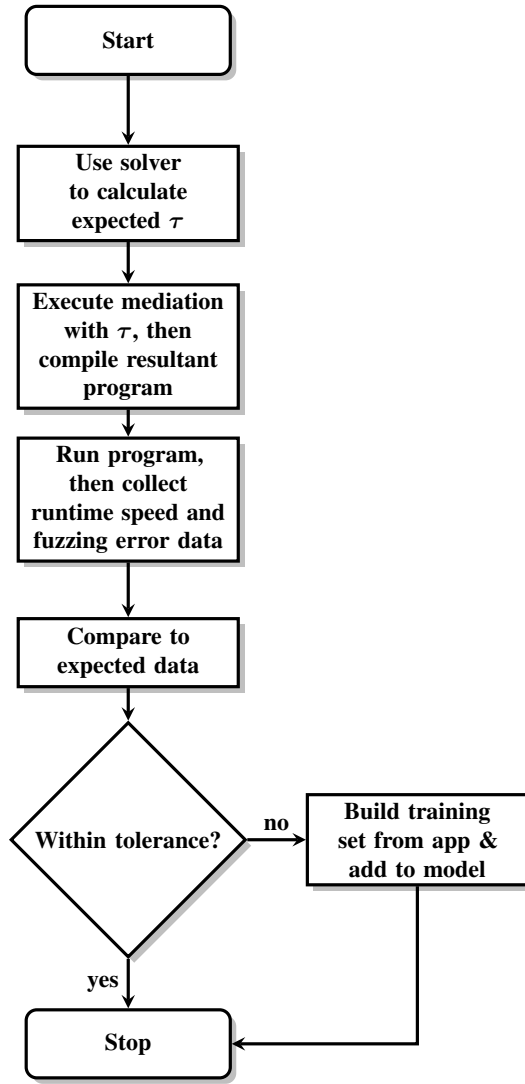 Start
Use solver
to calculate
expected τ
Execute mediation
with τ, then
compile resultant
program
Run program,
then collect
runtime speed and
fuzzing error data
Compare to
expected data
Within tolerance?
no
Build training
set from app &
add to model
yes
Stop